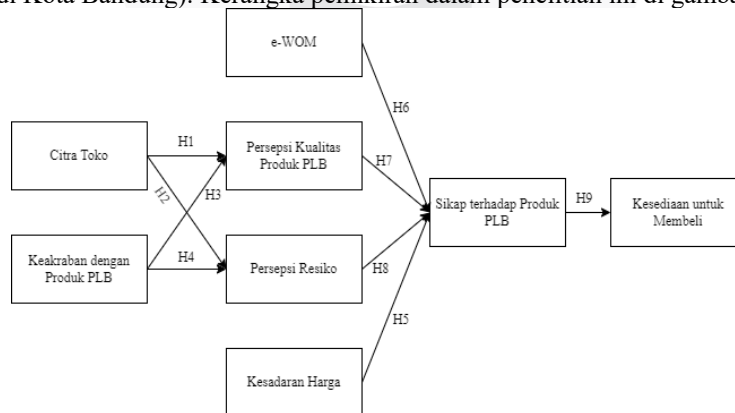 di Kota Bandung). Kerangka pemikiran dalam penelitian ini di gamba
e-WOM
H6
Citra Toko
H1
Persepsi Kualitas
Produk PLB
H7
H2
H3
Sikap terhadap Produk
PLB
H9
Kesediaan untuk
Membeli
Keakraban dengan
Produk PLB
H4
Persepsi Resiko
H8
H5
Kesadaran Harga